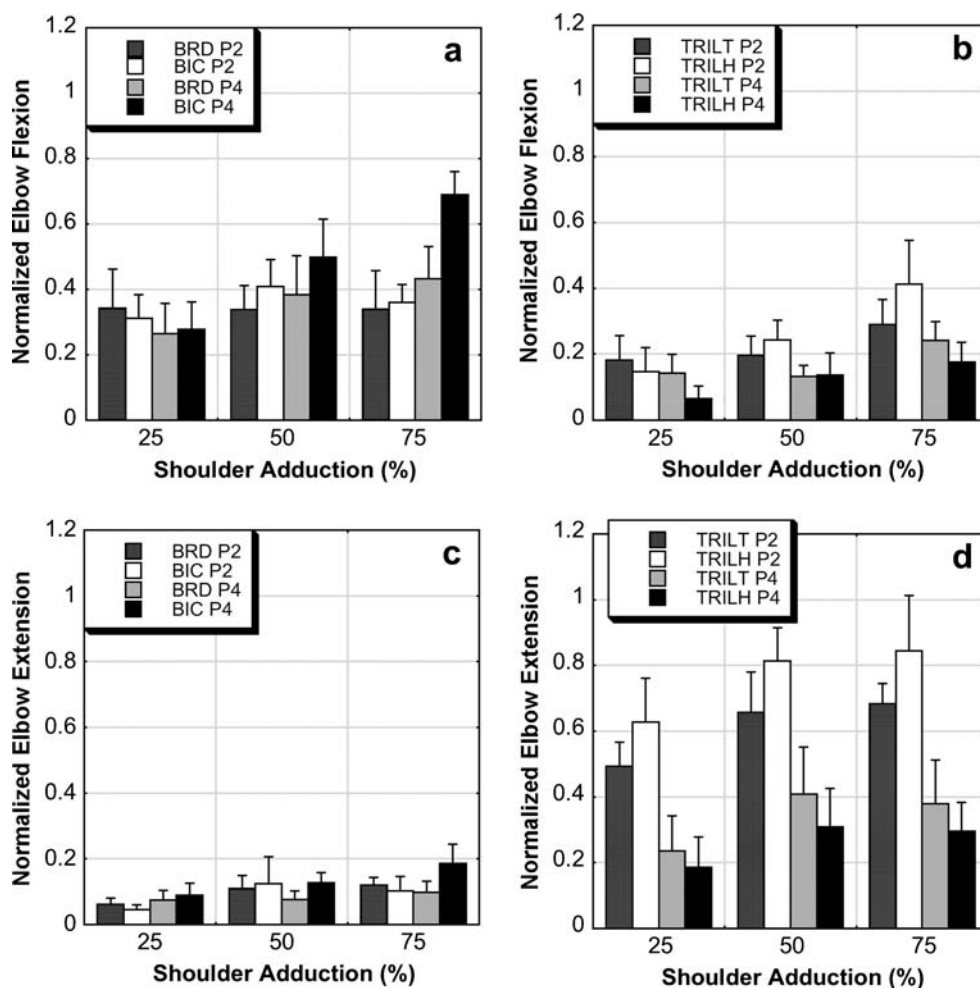 a
BRD P2
BIC P2
BRD P4
BIC P4
Normalized Elbow Flexion
1.2
1
0.8
0.6
0.4
0.2
0
25
50
75
Shoulder Adduction (%)
b
TRILT P2
TRILH P2
TRILT P4
TRILH P4
Normalized Elbow Flexion
1.2
1
0.8
0.6
0.4
0.2
0
25
50
75
Shoulder Adduction (%)
c
BRD P2
BIC P2
BRD P4
BIC P4
Normalized Elbow Extension
1.2
1
0.8
0.6
0.4
0.2
0
25
50
75
Shoulder Adduction (%)
d
TRILT P2
TRILH P2
TRILT P4
TRILH P4
Normalized Elbow Extension
1.2
1
0.8
0.6
0.4
0.2
0
25
50
75
Shoulder Adduction (%)